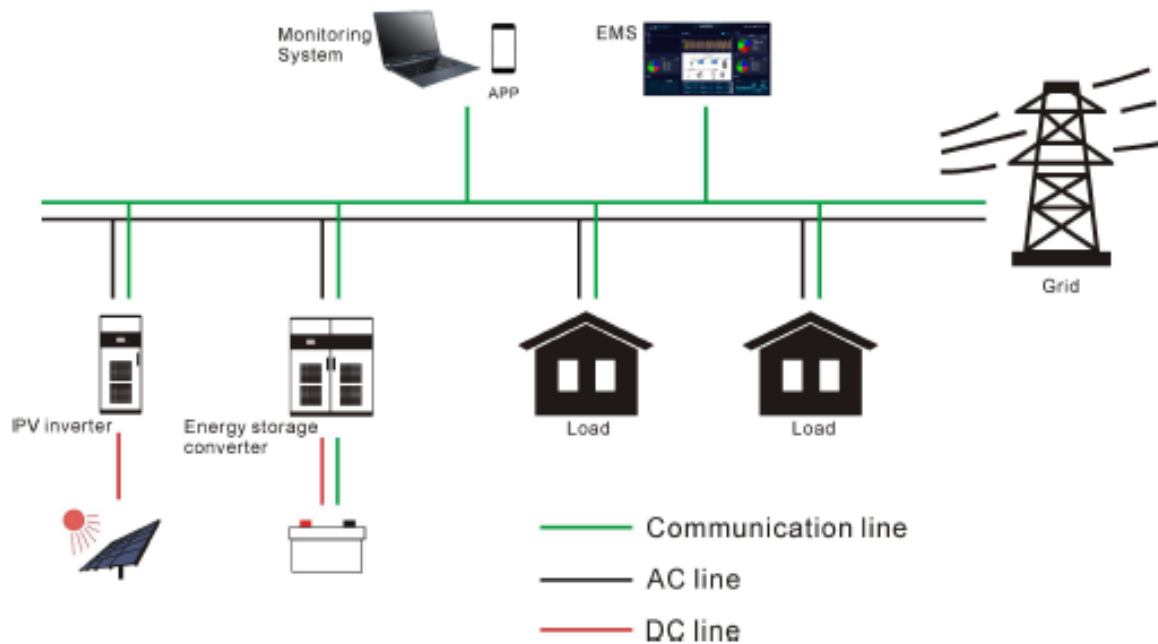 Monitoring
System
APP
EMS
Grid
IPV inverter
Energy storage
converter
Load
Load
Communication line
AC line
DC line